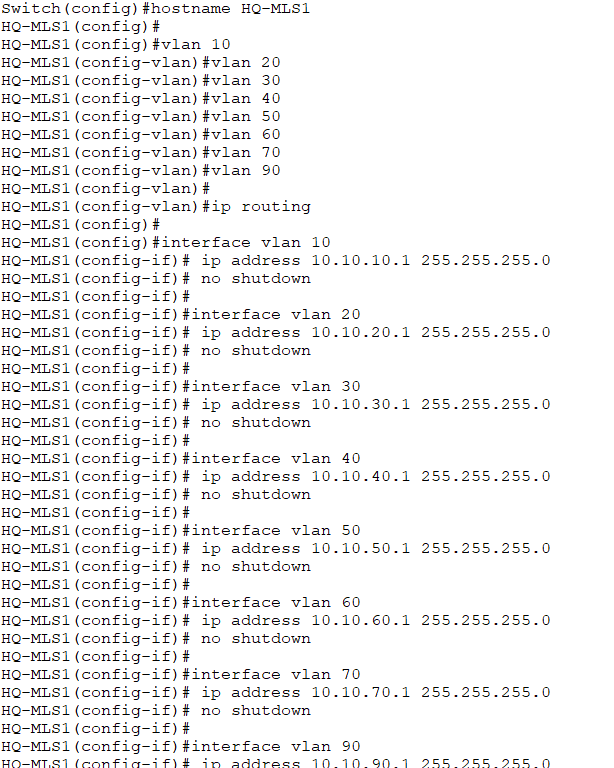 Switch(config)#hostname HQ-MLS1
HQ-MLS1(config)#
HQ-MLS1(config)#vlan 10
HQ-MLS1(config-vlan)#vlan 20
HQ-MLS1(config-vlan)#vlan 30
HQ-MLS1(config-vlan)#vlan 40
HQ-MLS1(config-vlan)#vlan 50
HQ-MLS1(config-vlan)#vlan 60
HQ-MLS1(config-vlan)#vlan 70
HQ-MLS1(config-vlan)#vlan 90
HQ-MLS1(config-vlan)#
HQ-MLS1(config-vlan)#ip routing
HQ-MLS1(config)#
HQ-MLS1(config)#interface vlan 10
HQ-MLS1(config-if)# ip address 10.10.10.1 255.255.255.0
HQ-MLS1(config-if)# no shutdown
HQ-MLS1(config-if)#
HQ-MLS1(config-if)#interface vlan 20
HQ-MLS1(config-if)# ip address 10.10.20.1 255.255.255.0
HQ-MLS1(config-if)# no shutdown
HQ-MLS1(config-if)#
HQ-MLS1(config-if)#interface vlan 30
HQ-MLS1(config-if)# ip address 10.10.30.1 255.255.255.0
HQ-MLS1(config-if)# no shutdown
HQ-MLS1(config-if)#
HQ-MLS1(config-if)#interface vlan 40
HQ-MLS1(config-if)# ip address 10.10.40.1 255.255.255.0
HQ-MLS1(config-if)# no shutdown
HQ-MLS1(config-if)#
HQ-MLS1(config-if)#interface vlan 50
HQ-MLS1(config-if)# ip address 10.10.50.1 255.255.255.0
HQ-MLS1(config-if)# no shutdown
HQ-MLS1(config-if)#
HQ-MLS1(config-if)#interface vlan 60
HQ-MLS1(config-if)# ip address 10.10.60.1 255.255.255.0
HQ-MLS1(config-if)# no shutdown
HQ-MLS1(config-if)#
HQ-MLS1(config-if)#interface vlan 70
HQ-MLS1(config-if)# ip address 10.10.70.1 255.255.255.0
HQ-MLS1(config-if)# no shutdown
HQ-MLS1(config-if)#
HQ-MLS1(config-if)#interface vlan 90
HQ-MLS1(config-if)# ip address 10.10.90.1 255.255.255.0